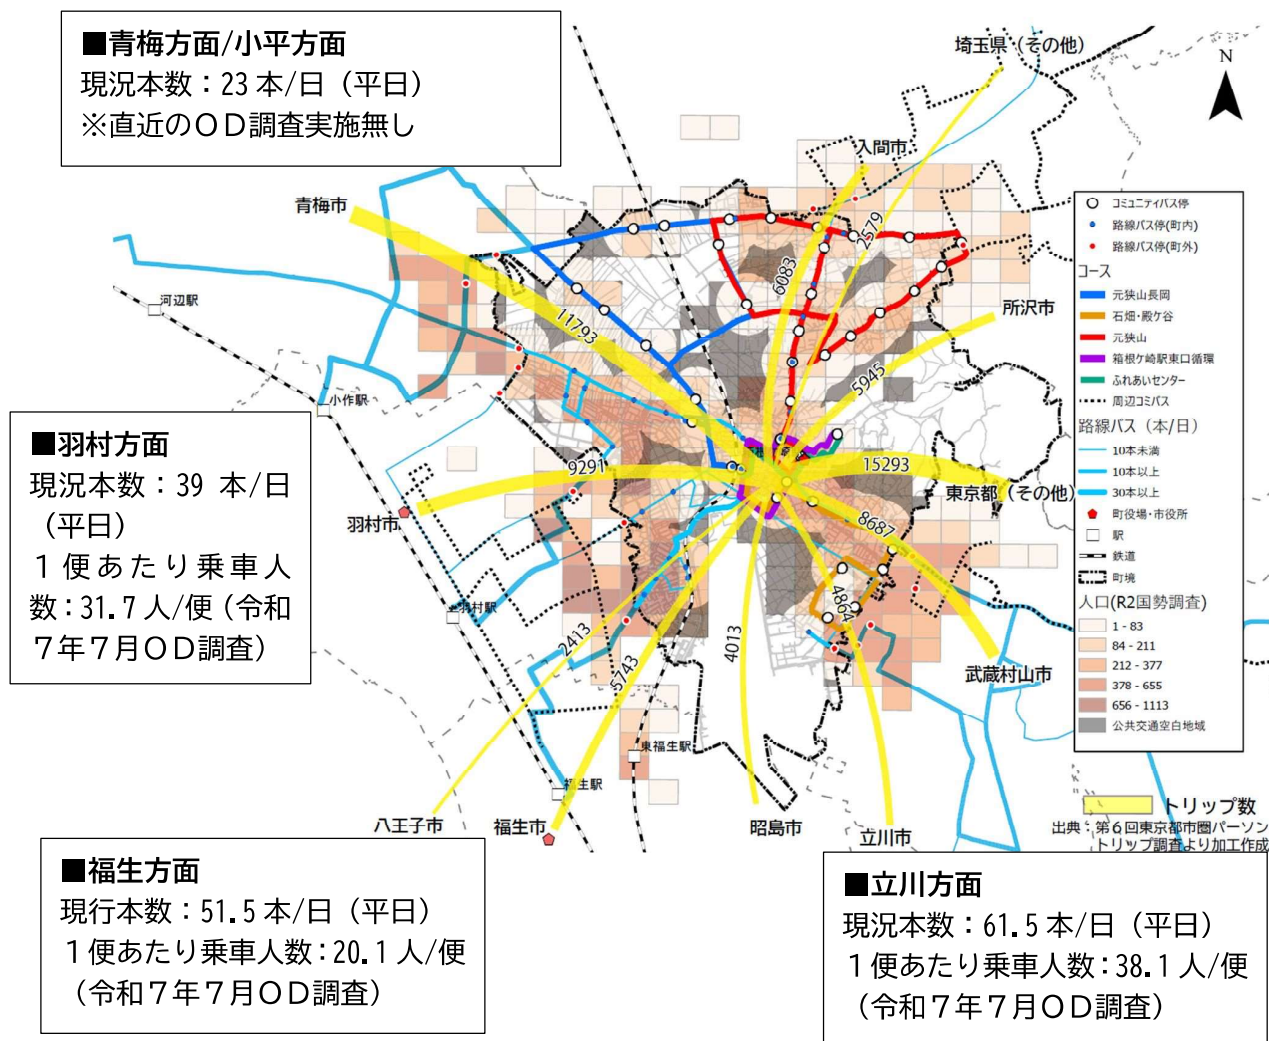 ■青梅方面/小平方面
現況本数：23 本/日（平日）
※直近のＯＤ調査実施無し
埼玉県（その他）
N
入間市
青梅市
2579
6083
所沢市
河辺駅
11793
5945
小作駅
コミュニティバス停
路線バス停(町内)
路線バス停(町外)
コース
元狭山長岡
石畑・殿ケ谷
元狭山
箱根ケ崎駅東口循環
ふれあいセンター
周辺コミバス
路線バス（本/日）
10本未満
10本以上
30本以上
町役場・市役所
駅
鉄道
町境
人口(R2国勢調査)
1 - 83
84 - 211
212 - 377
378 - 655
656 - 1113
公共交通空白地域
■羽村方面
現況本数：39 本/日
（平日）
１便あたり乗車人
数：31.7 人/便（令和
７年７月ＯＤ調査）
9291
15293
東京都（その他）
羽村市
8687
羽村駅
4864
2413
5743
4013
武蔵村山市
東福生駅
福生駅
八王子市
福生市
昭島市
立川市
トリップ数
出典：第６回東京都市圏パーソン
トリップ調査より加工作成
■福生方面
現行本数：51.5 本/日（平日）
１便あたり乗車人数：20.1 人/便
（令和７年７月ＯＤ調査）
■立川方面
現況本数：61.5 本/日（平日）
１便あたり乗車人数：38.1 人/便
（令和７年７月ＯＤ調査）